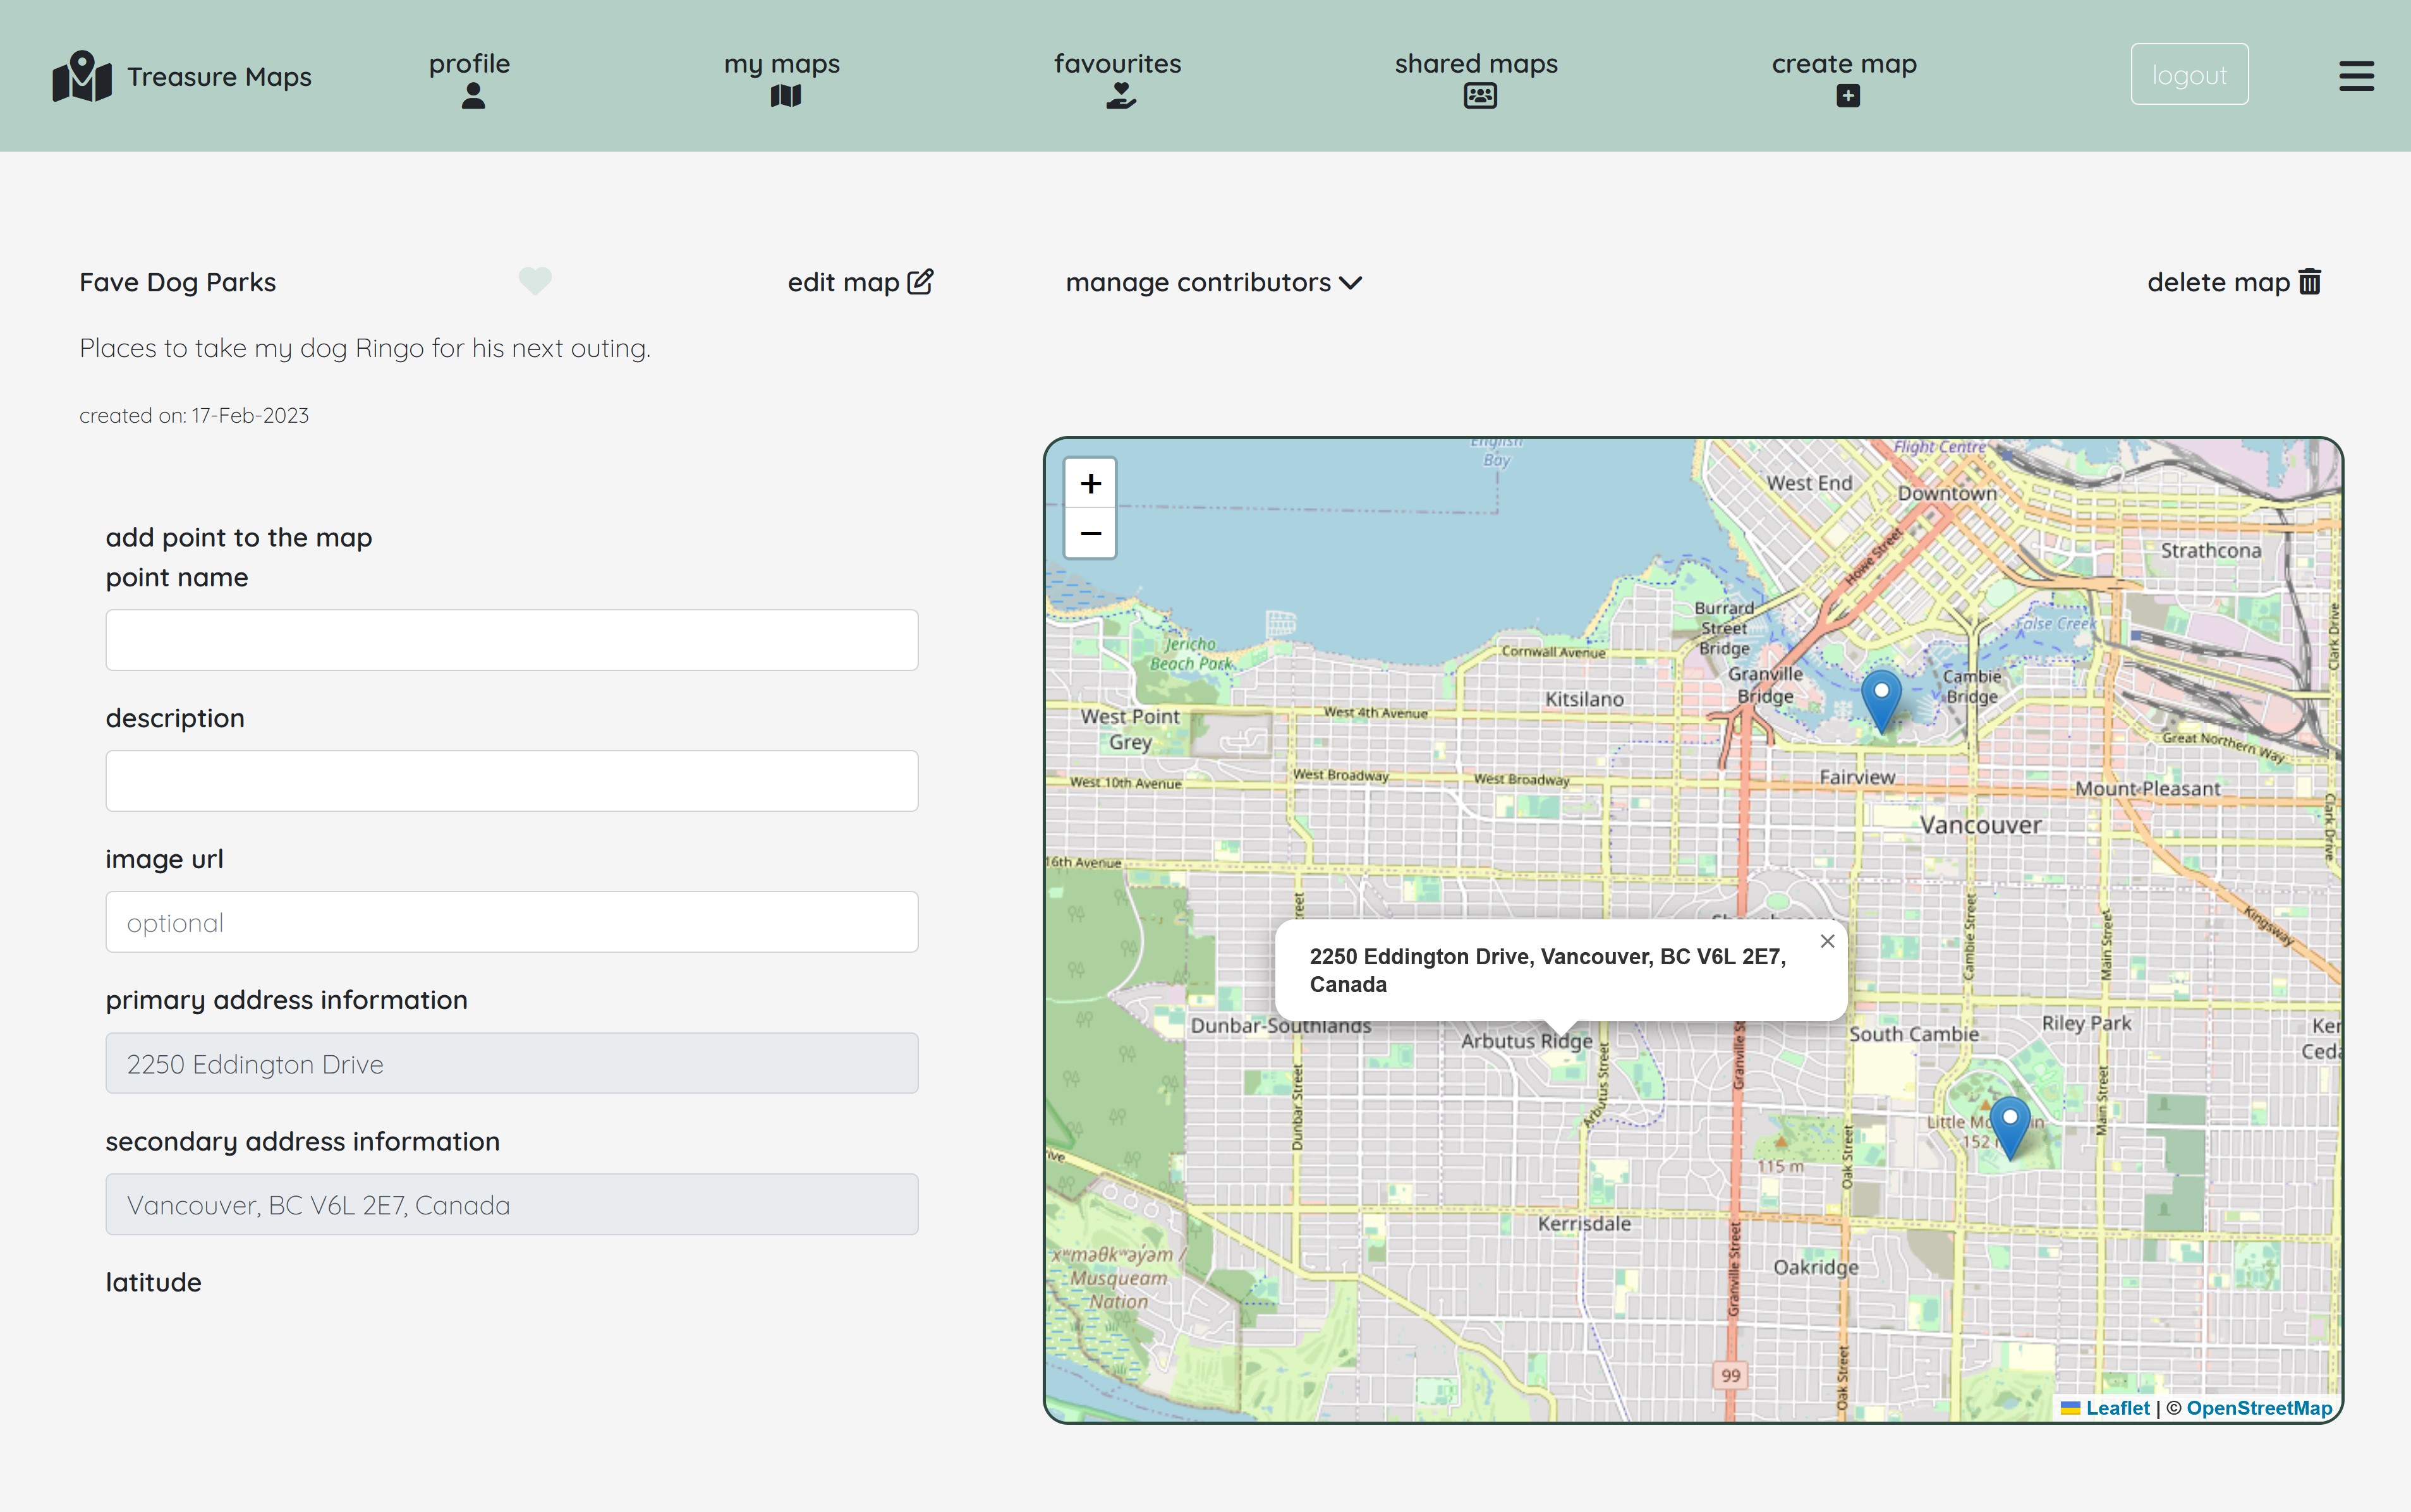 Treasure Maps
profile
my maps
favourites
shared maps
create map
logout
Fave Dog Parks
edit map
manage contributors
delete map
Places to take my dog Ringo for his next outing.
created on: 17-Feb-2023
add point to the map
point name
description
image url
optional
primary address information
2250 Eddington Drive
secondary address information
Vancouver, BC V6L 2E7, Canada
latitude
+
−
English
Bay
Flight Centre
West End
Downtown
Strathcona
Howe Street
Burrard
Street
Bridge
False Creek
Clark Drive
Jericho
Beach Park
Cornwall Avenue
Granville
Bridge
Cambie
Bridge
Kitsilano
West 4th Avenue
West Point
Grey
Great Northern Way
West 10th Avenue
West Broadway
West Broadway
Fairview
Mount Pleasant
Vancouver
Clark Drive
16th Avenue
Kingsway
Cambie Street
Main Street
×
2250 Eddington Drive, Vancouver, BC V6L 2E7,
Canada
Dunbar-Southlands
Arbutus Ridge
South Cambie
Riley Park
Dunbar Street
Arbutus Street
Granville
Main Street
115 m
Oak Street
Kerrisdale
Oakridge
xʷməθkʷəy̓əm /
Musqueam
Nation
Granville Street
Oak Street
99
Leaflet | © OpenStreetMap